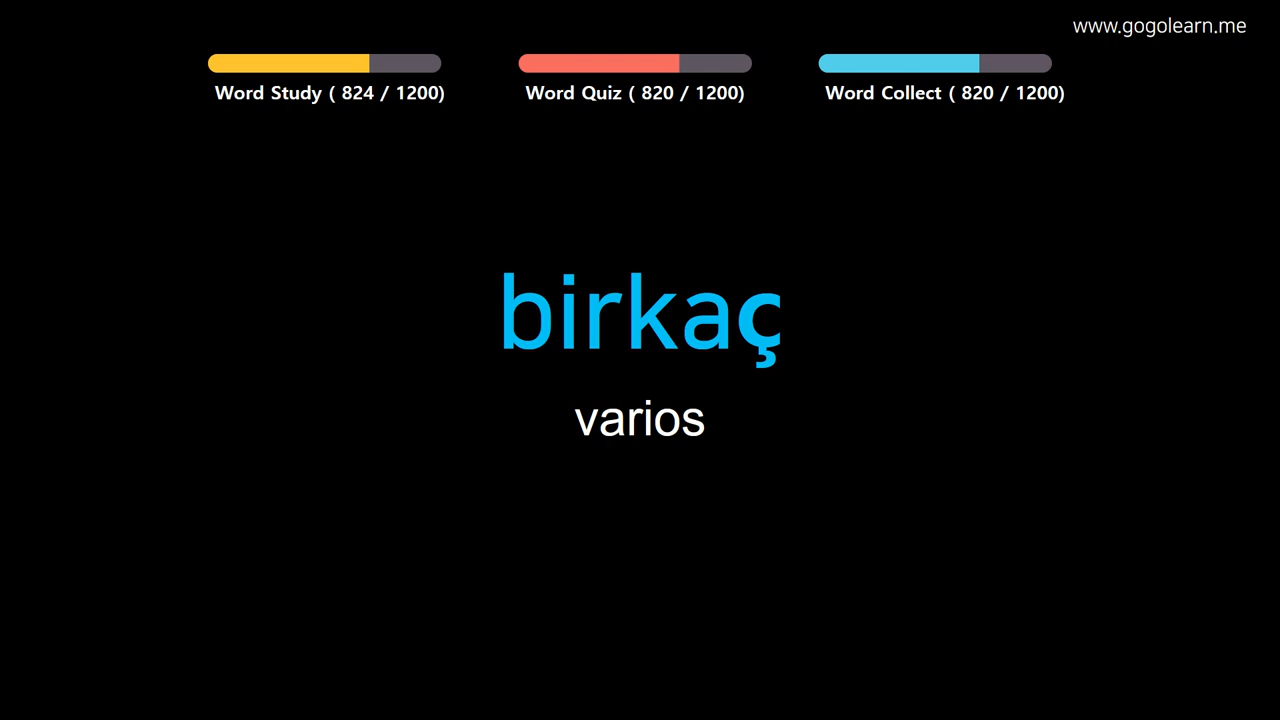 www.gogolearn.me
Word Study ( 824 / 1200)
Word Quiz ( 820 / 1200)
Word Collect ( 820 / 1200)
birkaç
varios